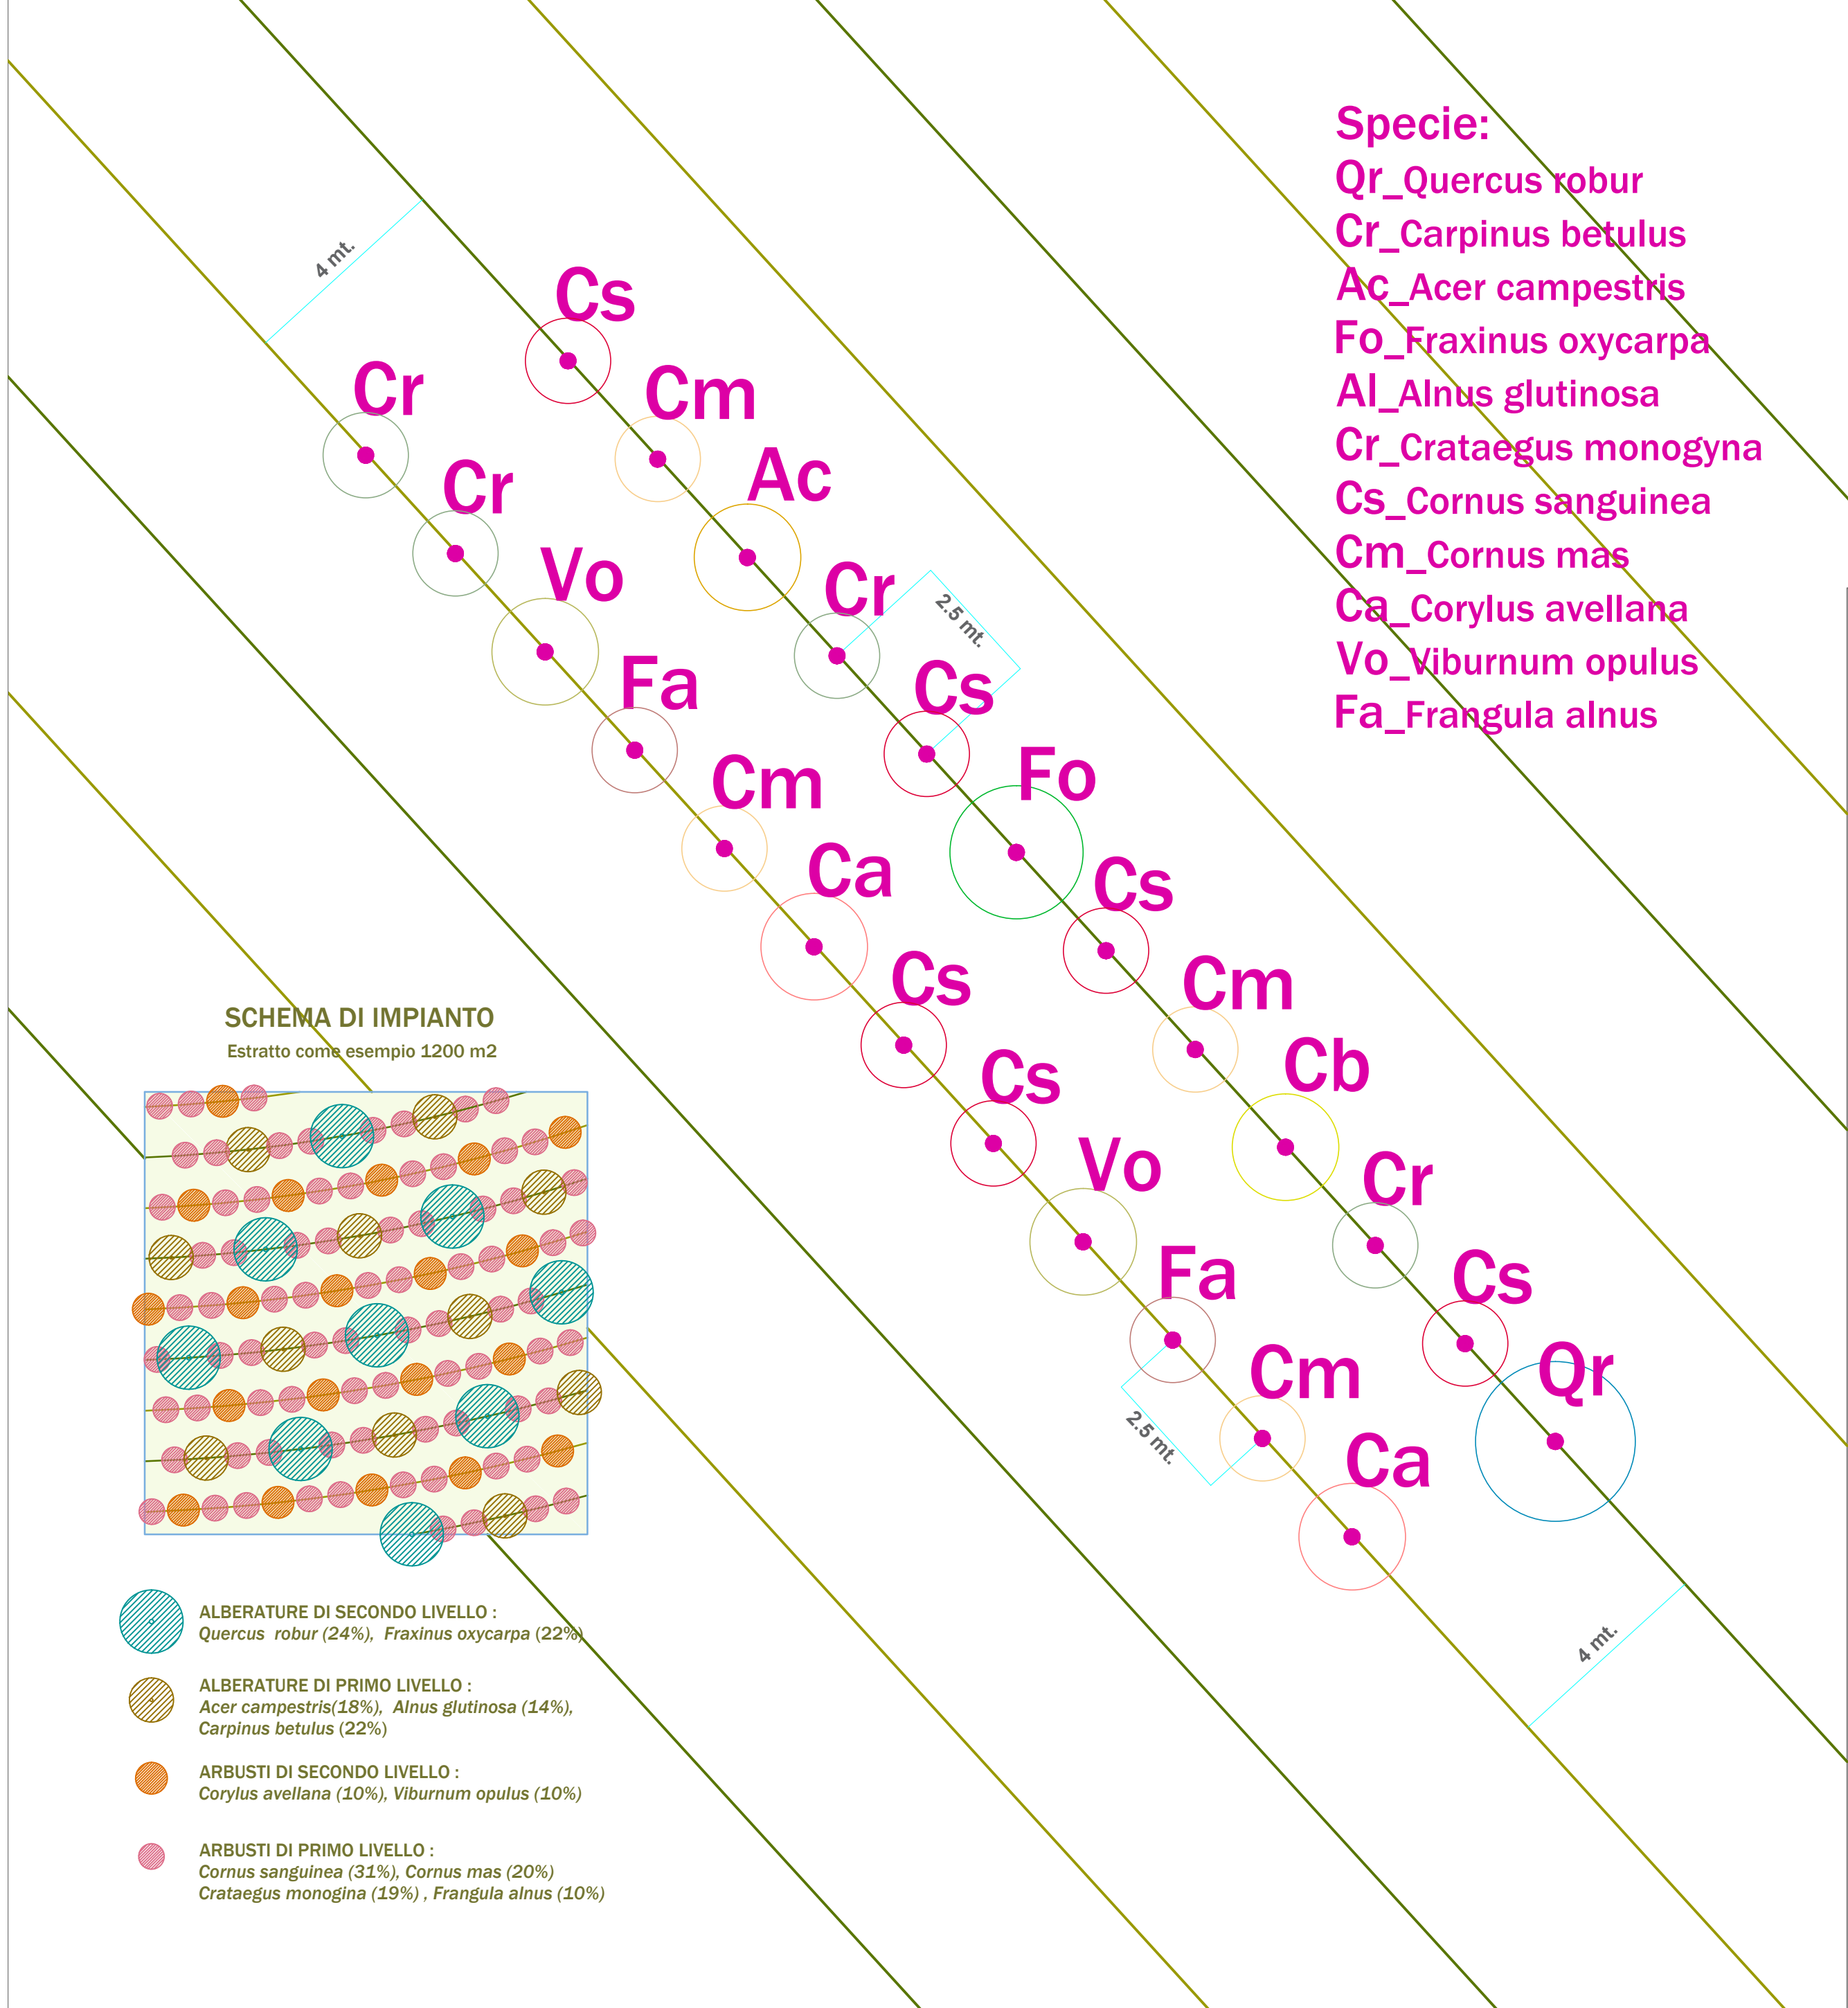 Specie:
Qr_Quercus robur
Cr_Carpinus betulus
Ac_Acer campestris
Fo_Fraxinus oxycarpa
Al_Alnus glutinosa
Cr_Crataegus monogyna
Cs_Cornus sanguinea
Cm_Cornus mas
Ca_Corylus avellana
Vo_Viburnum opulus
Fa_Frangula alnus
4 mt.
Cs
Cm
Ac
Cr
2.5 mt.
Cs
Fo
Cs
Cm
Cb
Cr
Cs
Qr
Cr
Cr
Vo
Fa
Cm
Ca
Cs
Cs
Vo
Fa
2.5 mt.
Cm
Ca
4 mt.
SCHEMA DI IMPIANTO
Estratto come esempio 1200 m2
ALBERATURE DI SECONDO LIVELLO :
Quercus robur (24%), Fraxinus oxycarpa (22%)
ALBERATURE DI PRIMO LIVELLO :
Acer campestris(18%), Alnus glutinosa (14%),
Carpinus betulus (22%)
ARBUSTI DI SECONDO LIVELLO :
Corylus avellana (10%), Viburnum opulus (10%)
ARBUSTI DI PRIMO LIVELLO :
Cornus sanguinea (31%), Cornus mas (20%)
Crataegus monogina (19%) , Frangula alnus (10%)